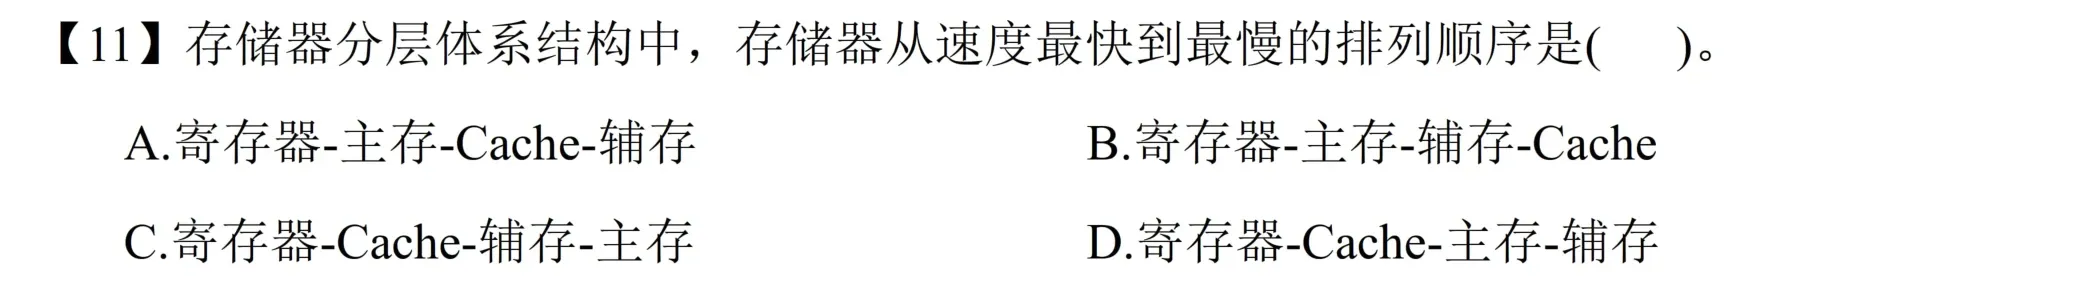 【11】存储器分层体系结构中，存储器从速度最快到最慢的排列顺序是(    )。
A.寄存器-主存-Cache-辅存    B.寄存器-主存-辅存-Cache
C.寄存器-Cache-辅存-主存    D.寄存器-Cache-主存-辅存